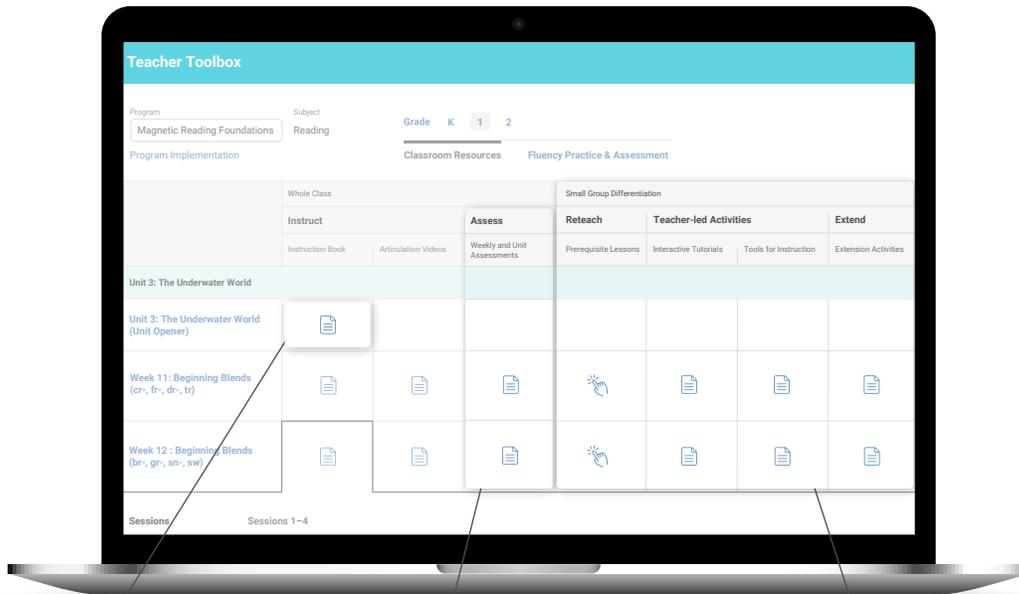 Teacher Toolbox
Program
Subject
Magnetic Reading Foundations
Reading
Grade K 1 2
Program Implementation
Classroom Resources
Fluency Practice & Assessment
Whole Class
Small Group Differentiation
Instruct
Assess
Reteach
Teacher-led Activities
Extend
Instruction Book
Articulation Videos
Weekly and Unit
Assessments
Prerequisite Lessons
Interactive Tutorials
Tools for Instruction
Extension Activities
Unit 3: The Underwater World
Unit 3: The Underwater World
(Unit Opener)
Week 11: Beginning Blends
(cr-, fr-, dr-, tr)
Week 12 : Beginning Blends
(br-, gr-, sn-, sw)
Sessions
Sessions 1–4